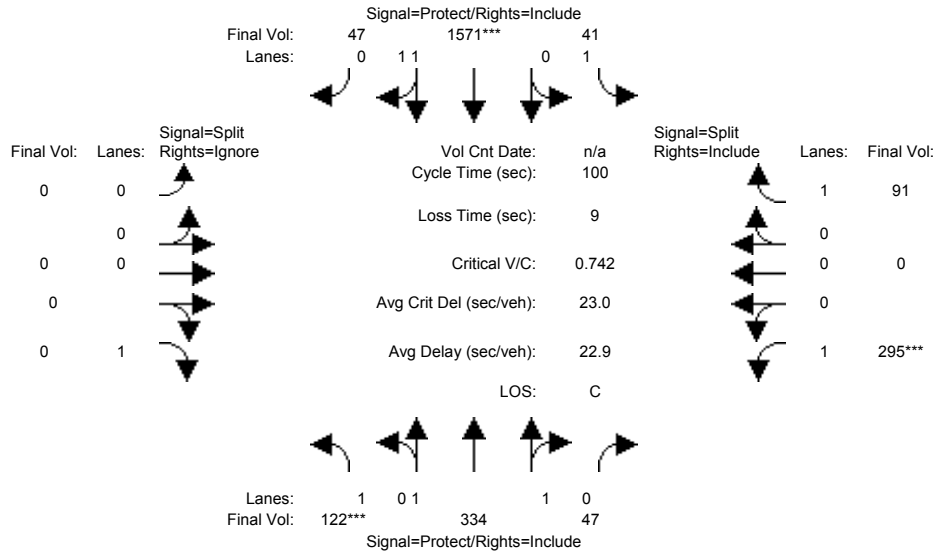 Signal=Protect/Rights=Include
Final Vol: 47 1571*** 41
Lanes: 0 1 1 0 1
Signal=Split Signal=Split
Final Vol: Lanes: Rights=Ignore Vol Cnt Date: n/a Rights=Include Lanes: Final Vol:
Cycle Time (sec): 100
0 0 1 91
Loss Time (sec): 9
0 0
0 0 Critical V/C: 0.742 0 0
0 Avg Crit Del (sec/veh): 23.0 0
0 1 Avg Delay (sec/veh): 22.9 1 295***
LOS: C
Lanes: 1 0 1 1 0
Final Vol: 122*** 334 47
Signal=Protect/Rights=Include